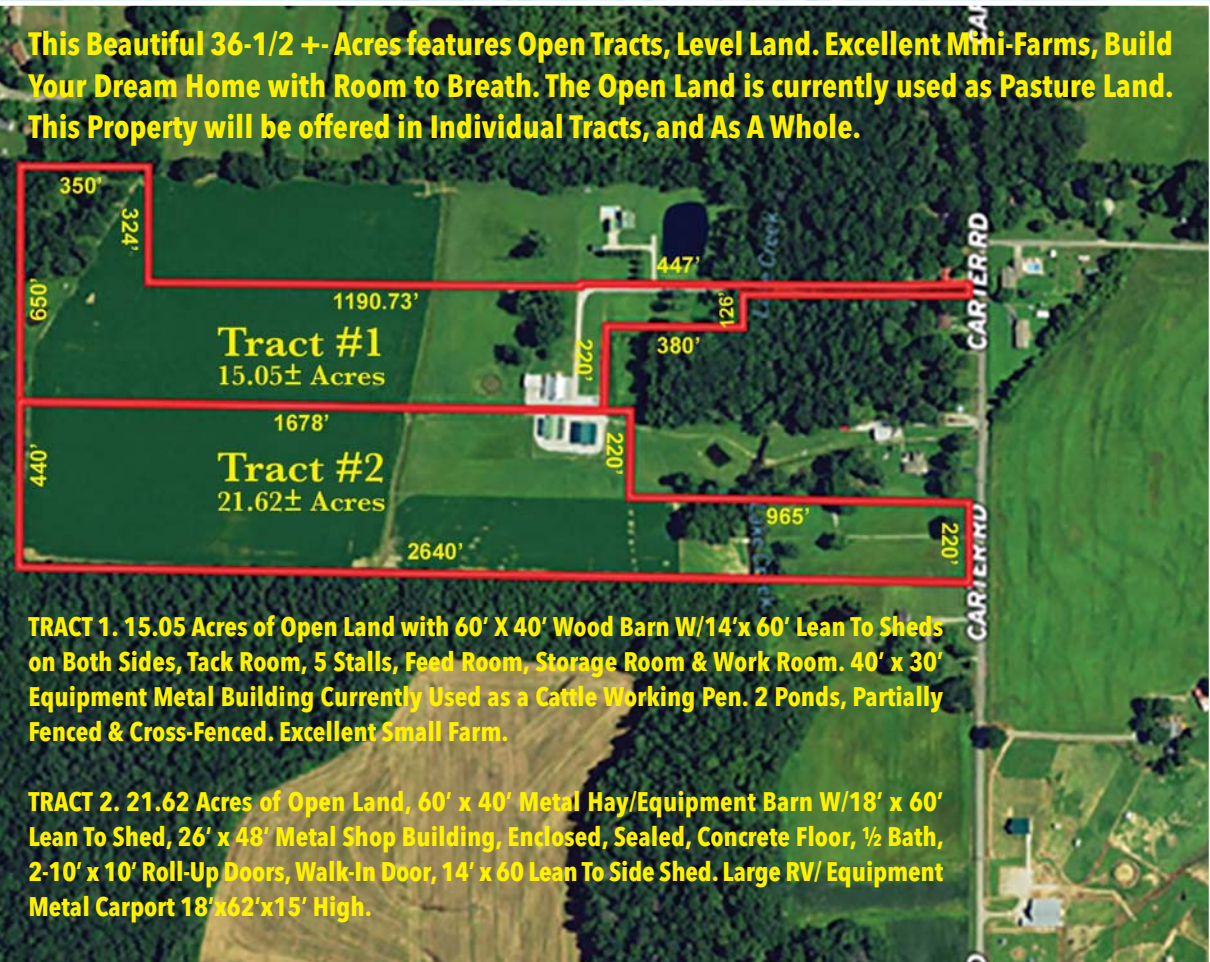 CAR
This Beautiful 36-1/2 +- Acres features Open Tracts, Level Land. Excellent Mini-Farms, Build
Your Dream Home with Room to Breath. The Open Land is currently used as Pasture Land.
This Property will be offered in Individual Tracts, and As A Whole.
350'
324'
650'
447'
Creek
CARTER RD
1190.73'
126'
Tract #1
15.05± Acres
220'
380'
1678'
440'
Tract #2
21.62± Acres
220'
965'
220'
CARTER RD
2640'
TRACT 1. 15.05 Acres of Open Land with 60' X 40' Wood Barn W/14'x 60' Lean To Sheds
on Both Sides, Tack Room, 5 Stalls, Feed Room, Storage Room & Work Room. 40' x 30'
Equipment Metal Building Currently Used as a Cattle Working Pen. 2 Ponds, Partially
Fenced & Cross-Fenced. Excellent Small Farm.
TRACT 2. 21.62 Acres of Open Land, 60' x 40' Metal Hay/Equipment Barn W/18' x 60'
Lean To Shed, 26' x 48' Metal Shop Building, Enclosed, Sealed, Concrete Floor, ½ Bath,
2-10' x 10' Roll-Up Doors, Walk-In Door, 14' x 60 Lean To Side Shed. Large RV/ Equipment
Metal Carport 18'x62'x15' High.